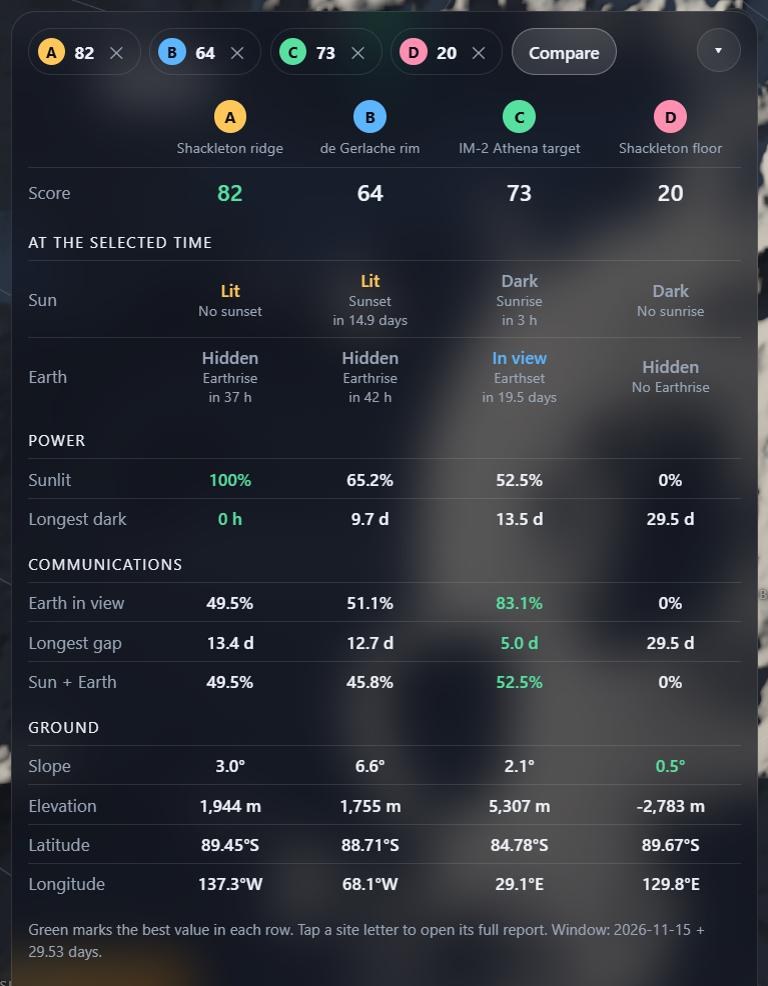 A 82 × B 64 × C 73 × D 20 × Compare ▼
A B C D
Shackleton ridge de Gerlache rim IM-2 Athena target Shackleton floor
Score 82 64 73 20
AT THE SELECTED TIME
Sun Lit No sunset Lit Sunset in 14.9 days Dark Sunrise in 3 h Dark No sunrise
Earth Hidden Earthrise in 37 h Hidden Earthrise in 42 h In view Earthset in 19.5 days Hidden No Earthrise
POWER
Sunlit 100% 65.2% 52.5% 0%
Longest dark 0 h 9.7 d 13.5 d 29.5 d
COMMUNICATIONS
Earth in view 49.5% 51.1% 83.1% 0%
Longest gap 13.4 d 12.7 d 5.0 d 29.5 d
Sun + Earth 49.5% 45.8% 52.5% 0%
GROUND
Slope 3.0° 6.6° 2.1° 0.5°
Elevation 1,944 m 1,755 m 5,307 m -2,783 m
Latitude 89.45°S 88.71°S 84.78°S 89.67°S
Longitude 137.3°W 68.1°W 29.1°E 129.8°E
Green marks the best value in each row. Tap a site letter to open its full report. Window: 2026-11-15 +
29.53 days.